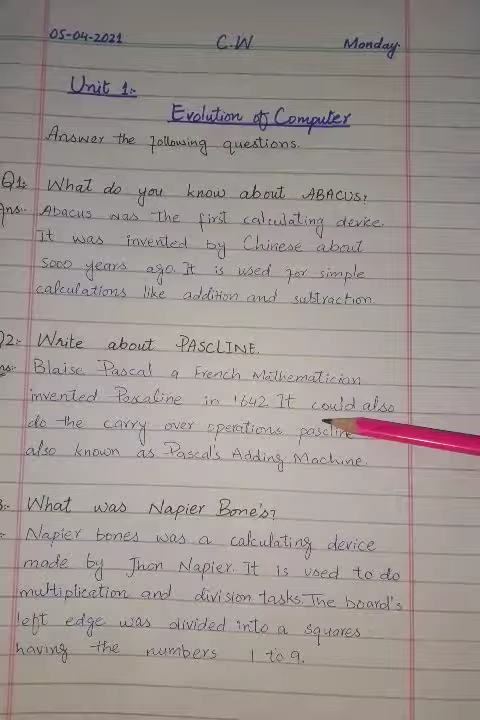 05-04-2021 C.W Monday.
Unit 1:-
Evolution of Computer
Answer the following questions.
Q1: What do you know about ABACUS?
Ans:- Abacus was the first calculating device.
It was invented by Chinese about
5000 years ago. It is used for simple
calculations like addition and subtraction.
Q2:- Write about PASCLINE.
Ans:- Blaise Pascal a French Mathematician
invented Pascaline in 1642. It could also
do the carry over operations pascline
also known as Pascal's Adding Machine.
3:- What was Napier Bone's?
:- Napier bones was a calculating device
made by Jhon Napier. It is used to do
multiplication and division tasks. The board's
left edge was divided into a squares
having the numbers 1 to 9.